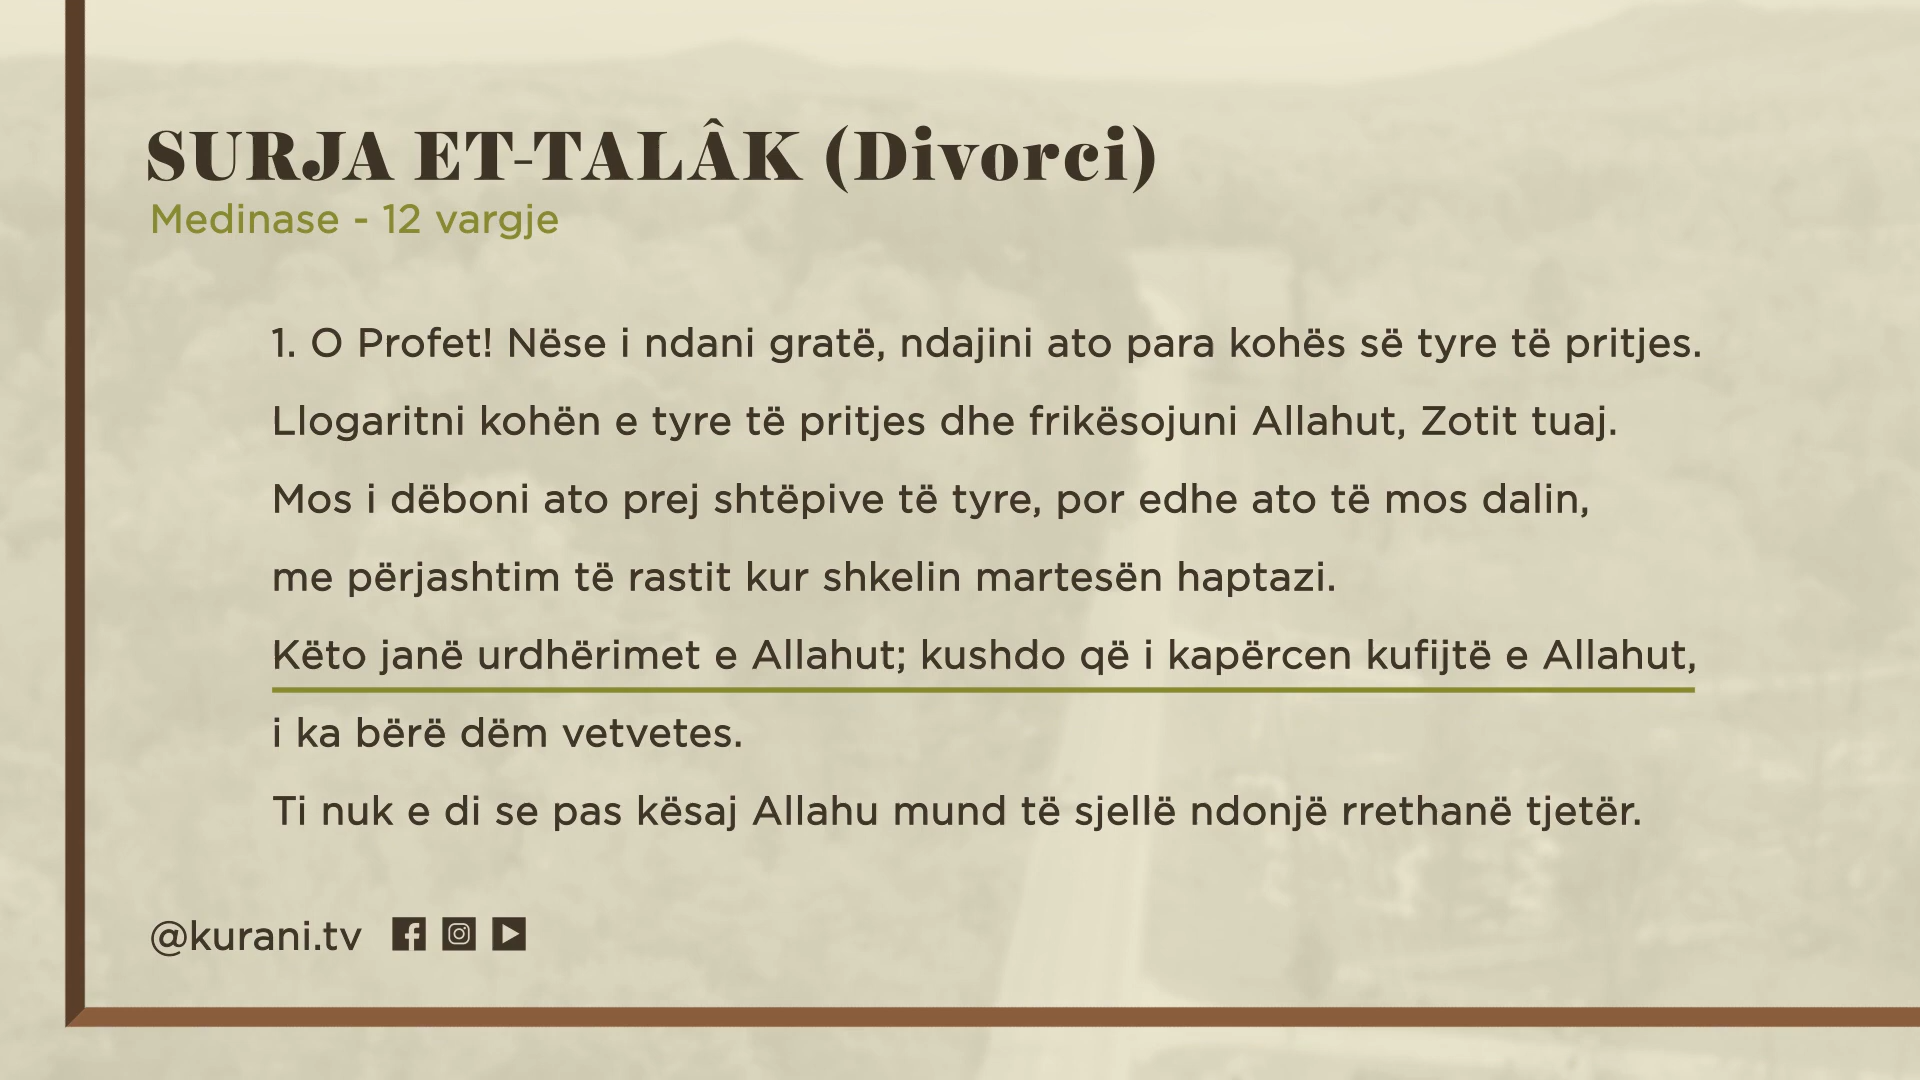 SURJA ET-TALÂK (Divorci)
Medinase - 12 vargje
1. O Profet! Nëse i ndani gratë, ndajini ato para kohës së tyre të pritjes.
Llogaritni kohën e tyre të pritjes dhe frikësojuni Allahut, Zotit tuaj.
Mos i dëboni ato prej shtëpive të tyre, por edhe ato të mos dalin,
me përjashtim të rastit kur shkelin martesën haptazi.
Këto janë urdhërimet e Allahut; kushdo që i kapërcen kufijtë e Allahut,
i ka bërë dëm vetvetes.
Ti nuk e di se pas kësaj Allahu mund të sjellë ndonjë rrethanë tjetër.
@kurani.tv